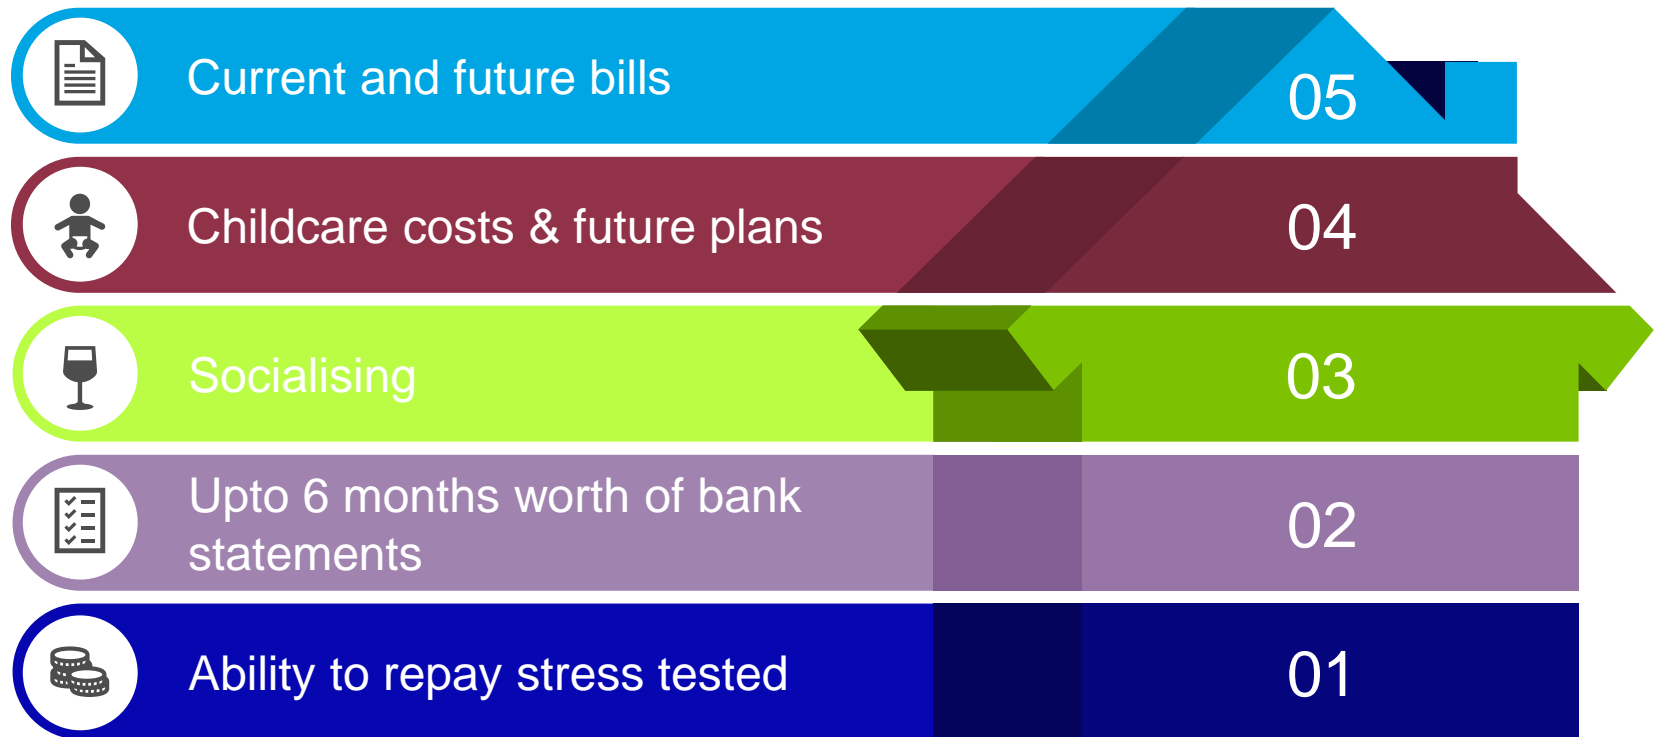 Current and future bills
05
Childcare costs & future plans
04
Socialising
03
Upto 6 months worth of bank
statements
02
Ability to repay stress tested
01